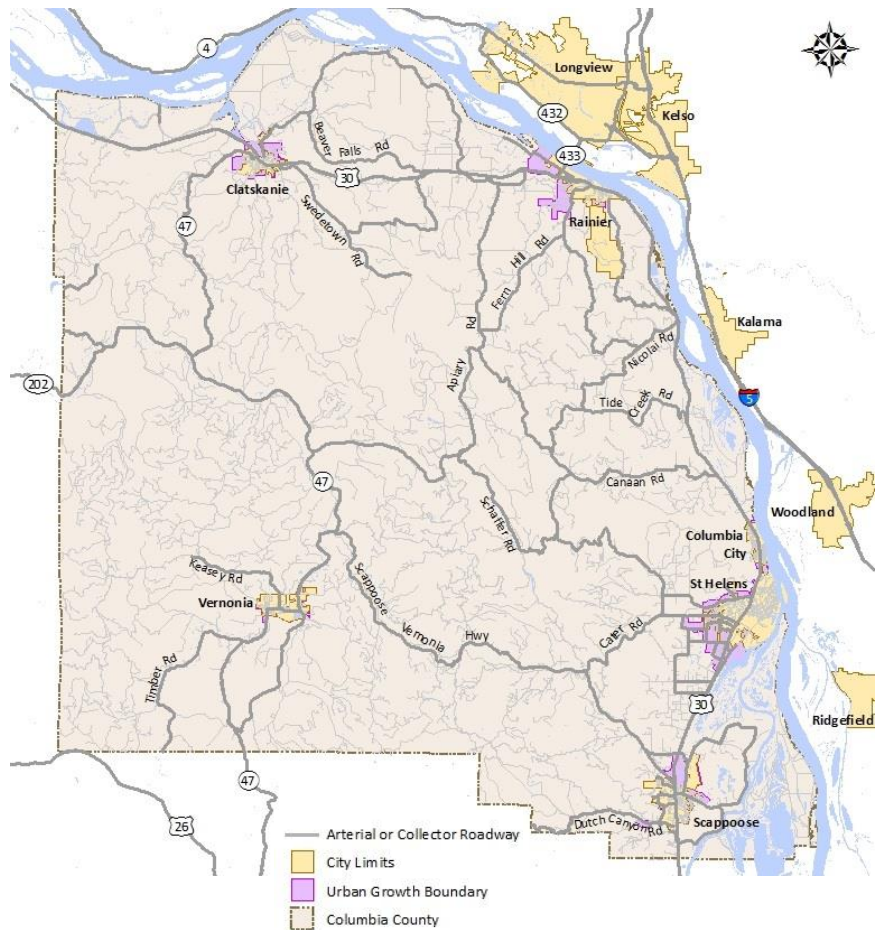 4
Longview
432
Kelso
433
Beaver
Falls Rd
30
Clatskanie
Swedetown
Rd
47
Rainier
Fern Hill Rd
Kalama
Apiary Rd
Nicolai Rd
202
5
Tide
Creek Rd
47
Canaan Rd
Woodland
Schaffer Rd
Columbia
City
Keasey Rd
St Helens
Vernonia
Scappoose
Vernonia
Hwy
Cater Rd
Timber Rd
30
Ridgefield
47
26
Dutch Canyon Rd
Scappoose
Arterial or Collector Roadway
City Limits
Urban Growth Boundary
Columbia County